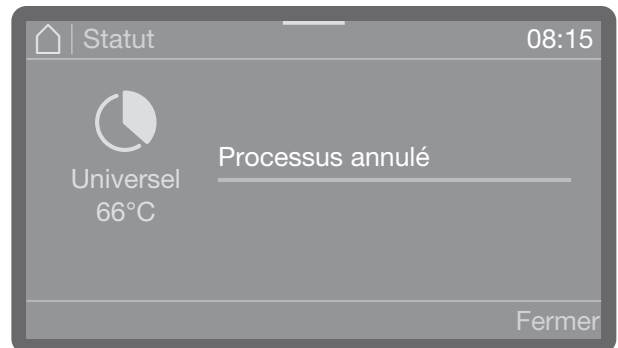 Statut 08:15
Processus annulé
Universel
66°C
Fermer